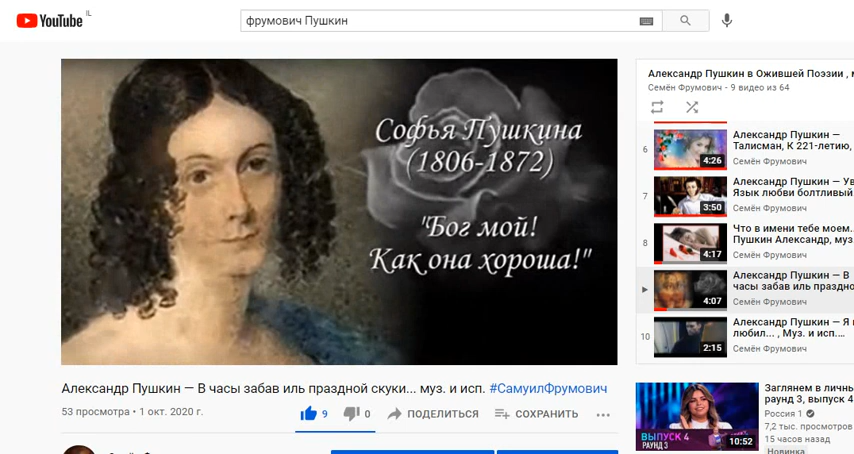 YouTube IL
фрумович Пушкин
Софья Пушкина
(1806-1872)
"Бог мой!
Как она хороша!"
Александр Пушкин — В часы забав иль праздной скуки... муз. и исп. #СамуилФрумович
53 просмотра • 1 окт. 2020 г.
9
0
ПОДЕЛИТЬСЯ
СОХРАНИТЬ
Александр Пушкин в Ожившей Поэзии ,
Семён Фрумович - 9 видео из 64
6
4:26
Александр Пушкин —
Талисман, К 221-летию,
Семён Фрумович
7
3:50
Александр Пушкин — Ув
Язык любви болтливый
Семён Фрумович
8
4:17
Что в имени тебе моем..
Пушкин Александр, муз
Семён Фрумович
4:07
Александр Пушкин — В
часы забав иль праздно
Семён Фрумович
10
2:15
Александр Пушкин — Я
любил... , Муз. и исп....
Семён Фрумович
ВЫПУСК 4
РАУНД 3
10:52
Заглянем в личны
раунд 3, выпуск 4
Россия 1
7,2 тыс. просмотров
15 часов назад
Новинка